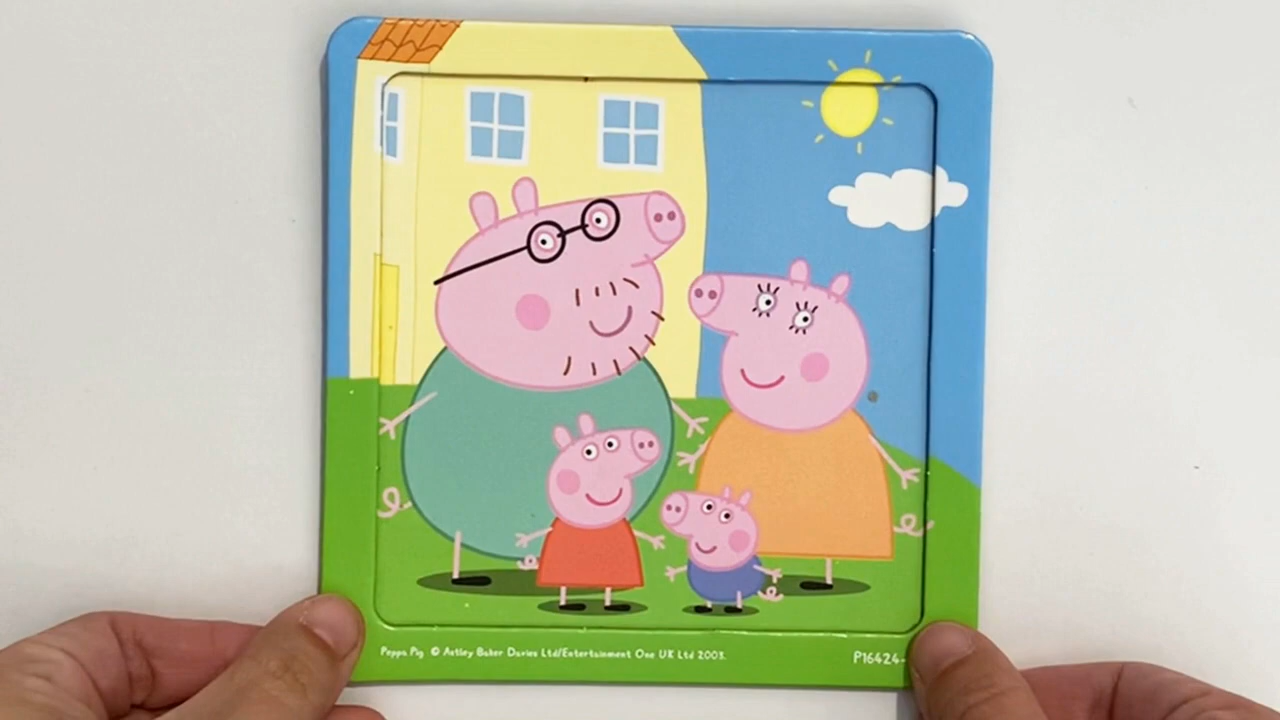 Peppa Pig © Astley Baker Davies Ltd/Entertainment One UK Ltd 2003.
P16424-